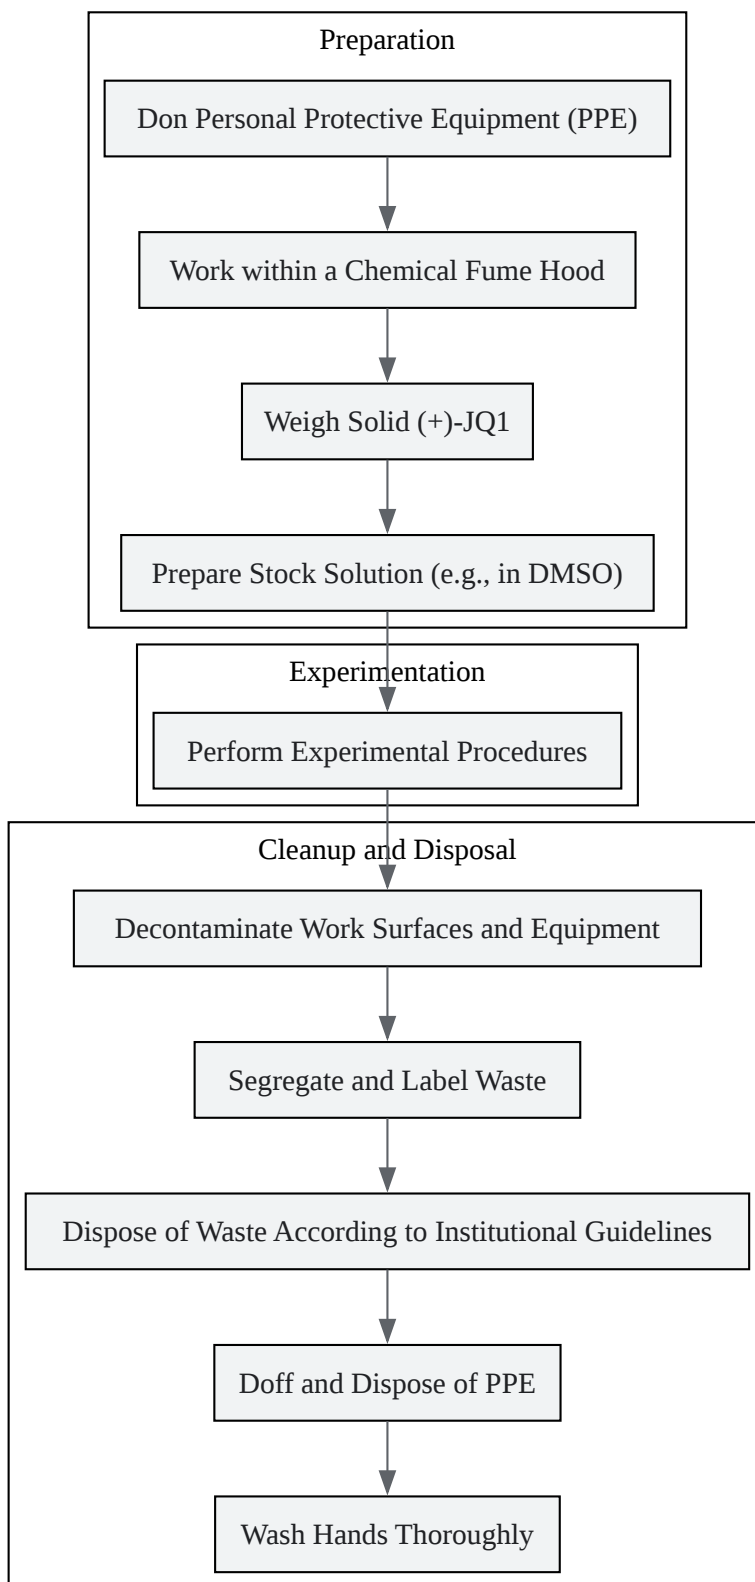 Preparation
Don Personal Protective Equipment (PPE)
Work within a Chemical Fume Hood
Weigh Solid (+)-JQ1
Prepare Stock Solution (e.g., in DMSO)
Experimentation
Perform Experimental Procedures
Cleanup and Disposal
Decontaminate Work Surfaces and Equipment
Segregate and Label Waste
Dispose of Waste According to Institutional Guidelines
Doff and Dispose of PPE
Wash Hands Thoroughly